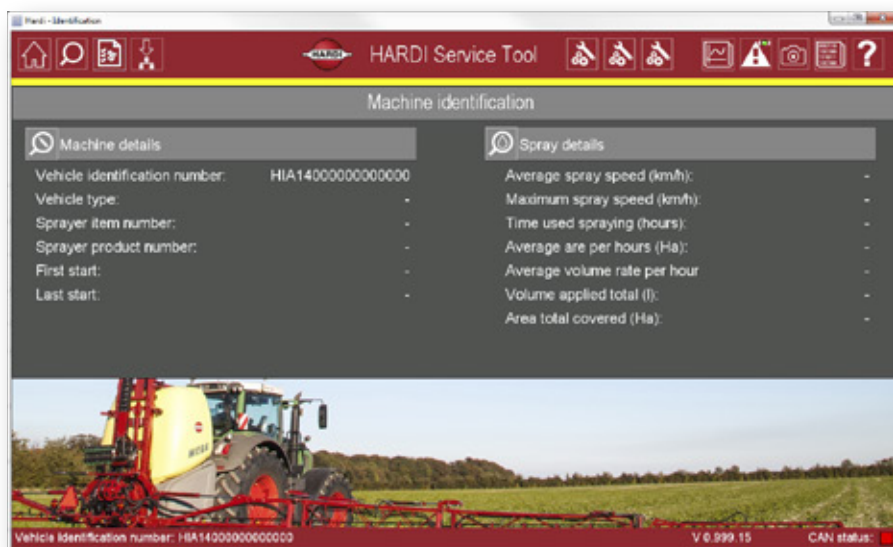 Hardi - Identification
HARDI HARDI Service Tool
?
Machine identification
Machine details
Vehicle identification number: HIA14000000000000
Vehicle type: -
Sprayer item number: -
Sprayer product number: -
First start: -
Last start: -
Spray details
Average spray speed (km/h): -
Maximum spray speed (km/h): -
Time used spraying (hours): -
Average are per hours (Ha): -
Average volume rate per hour -
Volume applied total (l): -
Area total covered (Ha): -
Vehicle identification number: HIA14000000000000 V 0.999.15 CAN status: